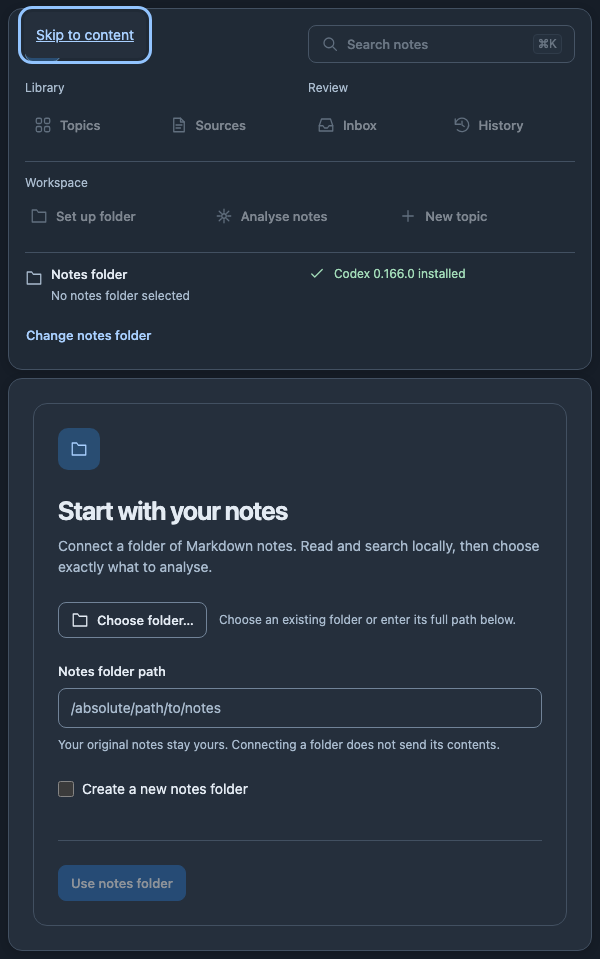 Skip to content
Search notes
⌘K
Library
Review
Topics
Sources
Inbox
History
Workspace
Set up folder
Analyse notes
New topic
Notes folder
No notes folder selected
Codex 0.166.0 installed
Change notes folder
Start with your notes
Connect a folder of Markdown notes. Read and search locally, then choose
exactly what to analyse.
Choose folder...
Choose an existing folder or enter its full path below.
Notes folder path
/absolute/path/to/notes
Your original notes stay yours. Connecting a folder does not send its contents.
Create a new notes folder
Use notes folder